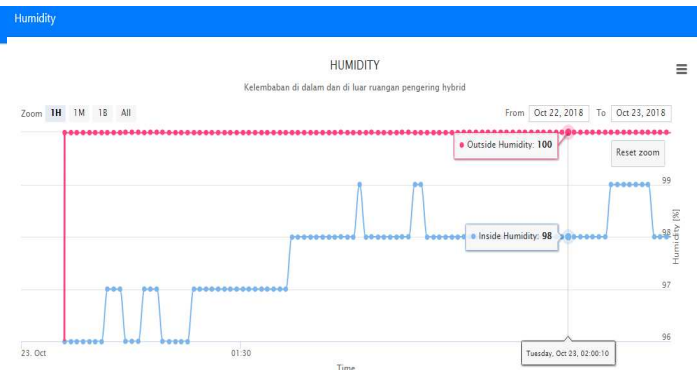 Humidity
HUMIDITY
Kelembaban di dalam dan di luar ruangan pengering hybrid
Zoom 1H 1M 1B All
From Oct 22, 2018 To Oct 23, 2018
Outside Humidity: 100
Reset zoom
99
Inside Humidity: 98
98
Humidity [%]
97
96
23. Oct
01:30
Tuesday, Oct 23, 02:00:10
Time